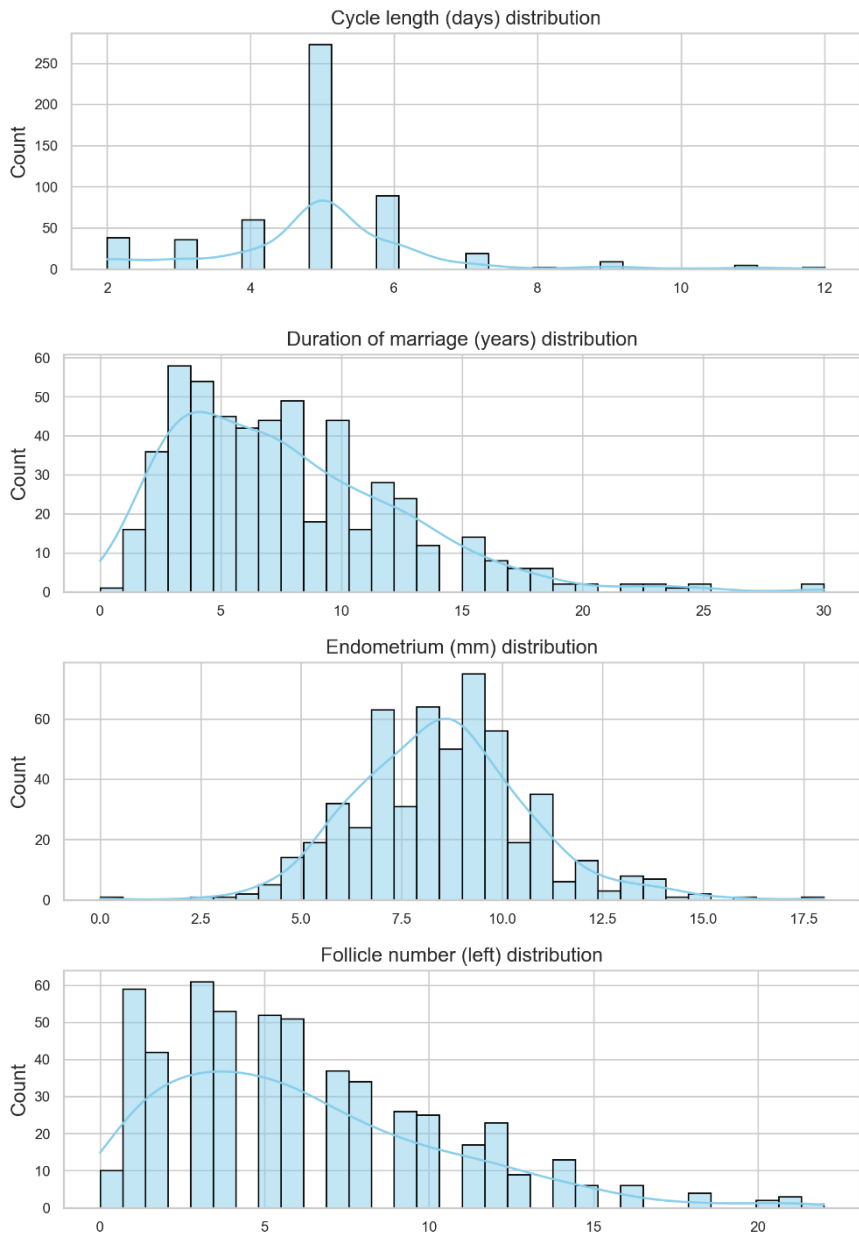 Cycle length (days) distribution
250
200
150
100
50
0
Count
2 4 6 8 10 12
Duration of marriage (years) distribution
60
50
40
30
20
10
0
Count
0 5 10 15 20 25 30
Endometrium (mm) distribution
60
40
20
0
Count
0.0 2.5 5.0 7.5 10.0 12.5 15.0 17.5
Follicle number (left) distribution
60
50
40
30
20
10
0
Count
0 5 10 15 20